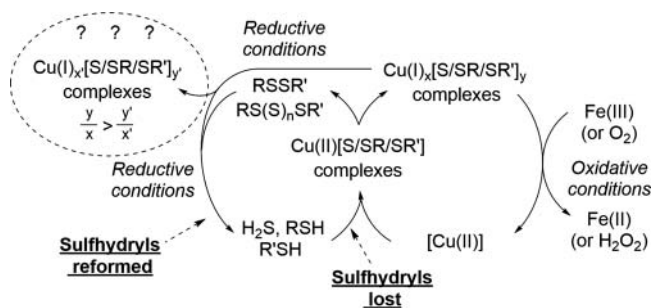 ? ? ?
Cu(I)x'[S/SR/SR']y'
complexes
y/x > y'/x'
Reductive
conditions
RSSR'
RS(S)nSR'
Cu(I)x[S/SR/SR']y
complexes
Fe(III)
(or O2)
Cu(II)[S/SR/SR']
complexes
Reductive
conditions
Oxidative
conditions
Sulfhydryls
reformed
H2S, RSH
R'SH
[Cu(II)]
Fe(II)
(or H2O2)
Sulfhydryls
lost